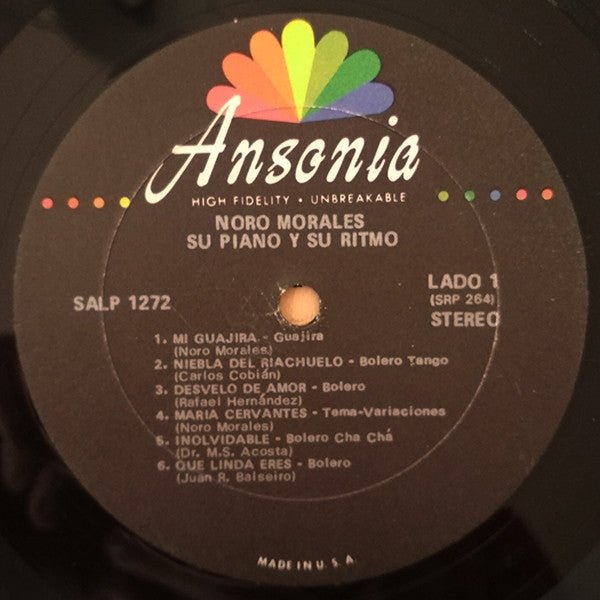 Ansonia
HIGH FIDELITY • UNBREAKABLE
NORO MORALES
SU PIANO Y SU RITMO
SALP 1272
LADO 1
(SRP 264)
STEREO
1. MI GUAJIRA - Guajira
(Noro Morales)
2. NIEBLA DEL RIACHUELO - Bolero Tango
(Carlos Cobián)
3. DESVELO DE AMOR - Bolero
(Rafael Hernández)
4. MARIA CERVANTES - Tema-Variaciones
(Noro Morales)
5. INOLVIDABLE - Bolero Cha Chá
(Dr. M.S. Acosta)
6. QUE LINDA ERES - Bolero
(Juan R. Balseiro)
MADE IN U. S. A